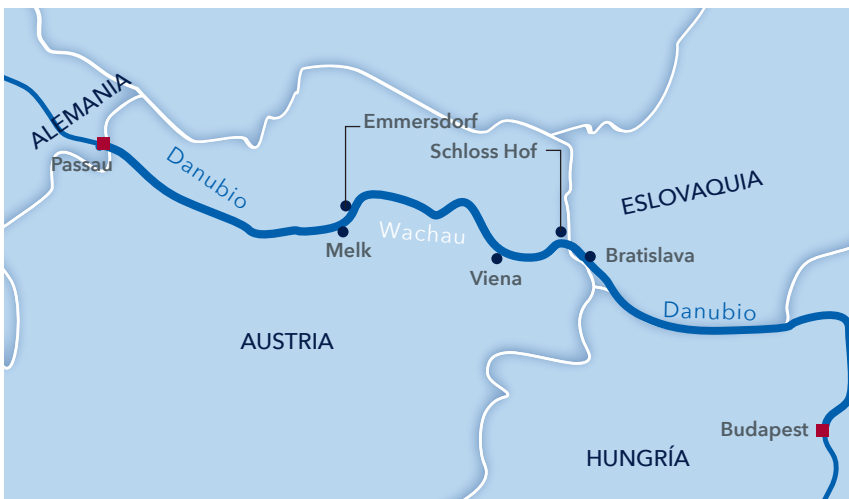 ALEMANIA
Passau
Danubio
Emmersdorf
Schloss Hof
ESLOVAQUIA
Wachau
Melk
Viena
Bratislava
Danubio
AUSTRIA
Budapest
HUNGRÍA